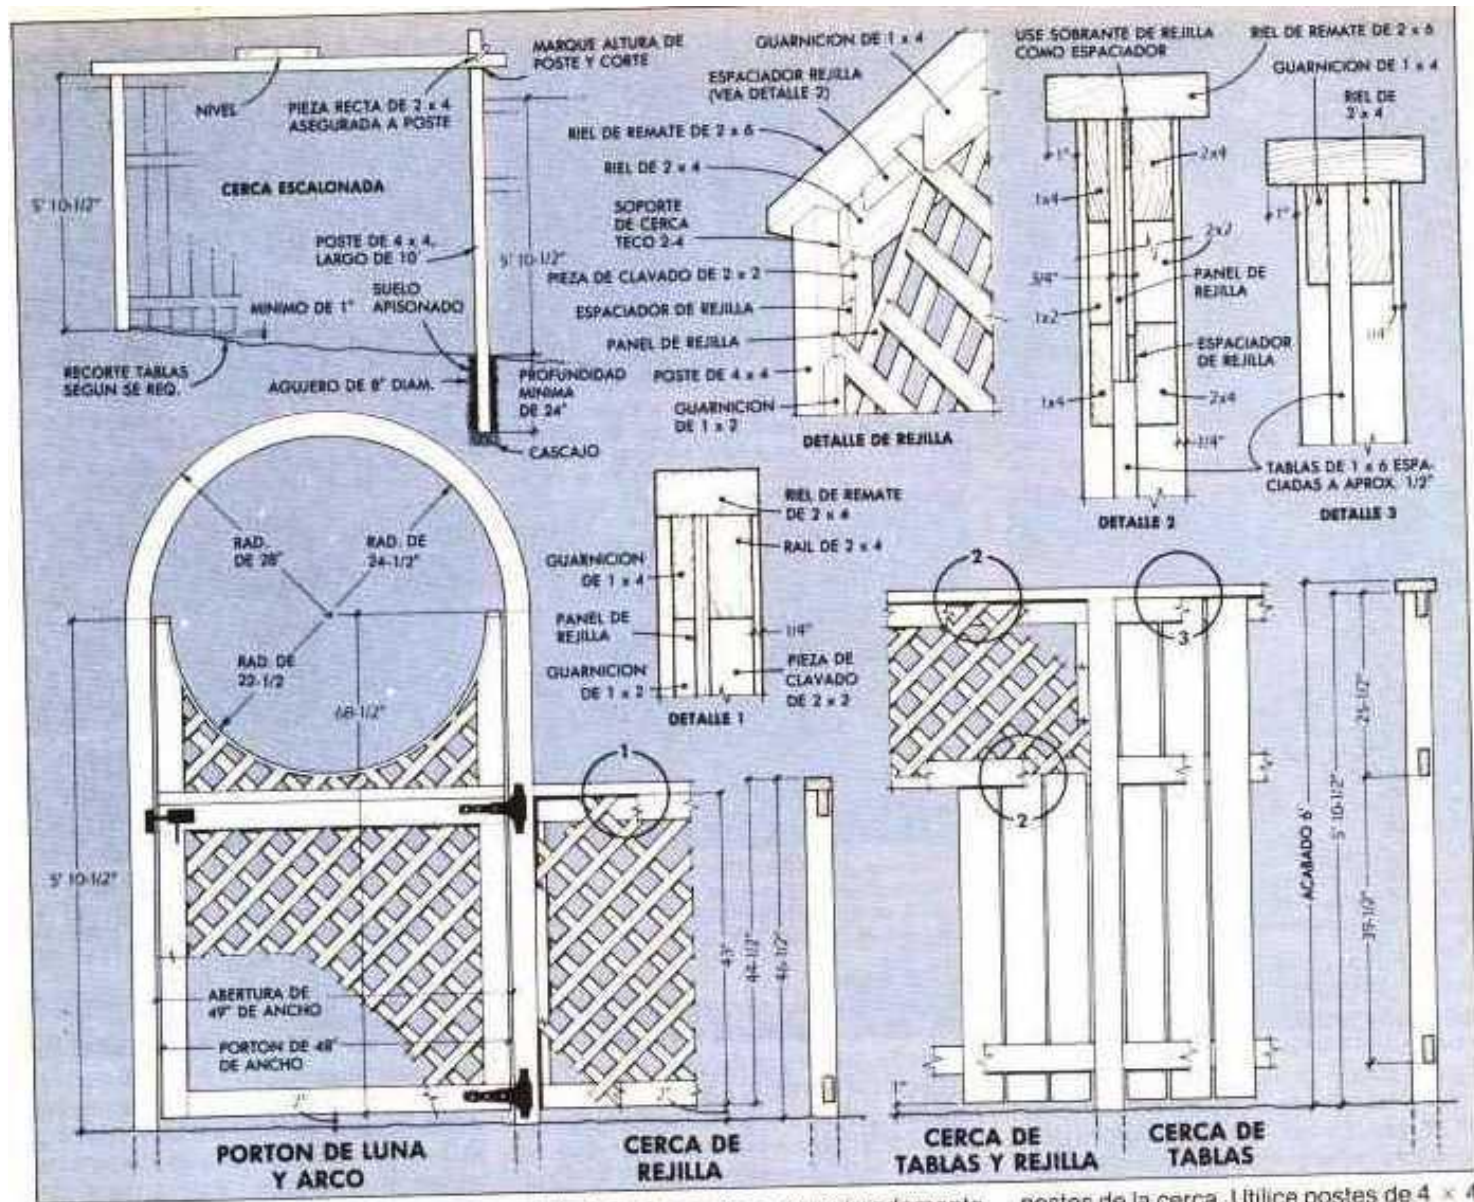 MARQUE ALTURA DE
POSTE Y CORTE
NIVEL
PIEZA RECTA DE 2 x 4
ASEGURADA A POSTE
CERCA ESCALONADA
5' 10-1/2"
POSTE DE 4 x 4,
LARGO DE 10'
5' 10-1/2"
MINIMO DE 1"
SUELO
APISONADO
RECORTE TABLAS
SEGUN SE REQ.
AGUJERO DE 8" DIAM.
PROFUNDIDAD
MINIMA
DE 24"
CASCAJO
GUARNICION DE 1 x 4
ESPACIADOR REJILLA
(VEA DETALLE 2)
RIEL DE REMATE DE 2 x 6
RIEL DE 2 x 4
SOPORTE
DE CERCA
TECO 2-4
PIEZA DE CLAVADO DE 2 x 2
ESPACIADOR DE REJILLA
PANEL DE REJILLA
POSTE DE 4 x 4
GUARNICION
DE 1 x 2
DETALLE DE REJILLA
USE SOBRANTE DE REJILLA
COMO ESPACIADOR
RIEL DE REMATE DE 2 x 6
1"
2x4
1x4
2x2
3/4"
PANEL DE
REJILLA
1x2
ESPACIADOR
DE REJILLA
1x4
2x4
1/4"
DETALLE 2
GUARNICION DE 1 x 4
RIEL DE
2 x 4
1"
1/4"
TABLAS DE 1 x 6 ESPA-
CIADAS A APROX. 1/2"
DETALLE 3
RAD.
DE 28"
RAD. DE
24-1/2"
RAD. DE
22-1/2
68-1/2"
5' 10-1/2"
ABERTURA DE
49" DE ANCHO
PORTON DE 48"
DE ANCHO
2"
PORTON DE LUNA
Y ARCO
RIEL DE REMATE
DE 2 x 4
RAIL DE 2 x 4
GUARNICION
DE 1 x 4
PANEL DE
REJILLA
1/4"
GUARNICION
DE 1 x 2
PIEZA DE
CLAVADO
DE 2 x 2
DETALLE 1
1
43"
44-1/2"
46-1/2"
2"
CERCA DE
REJILLA
2
3
2
1"
ACABADO 6'
5' 10-1/2"
25-1/2"
39-1/2"
CERCA DE
TABLAS Y REJILLA
CERCA DE
TABLAS
postes de la cerca. Utilice postes de 4 × 4